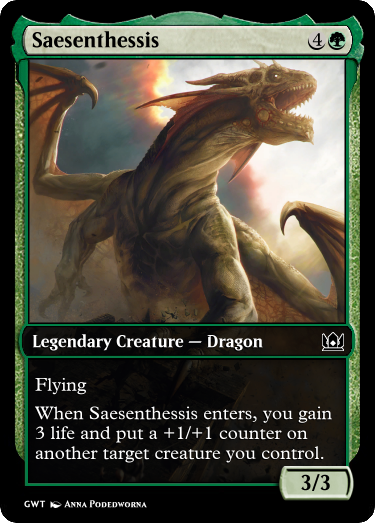 Saesenthessis 4
Legendary Creature — Dragon
Flying
When Saesenthessis enters, you gain
3 life and put a +1/+1 counter on
another target creature you control.
3/3
GWT Anna Podedworna